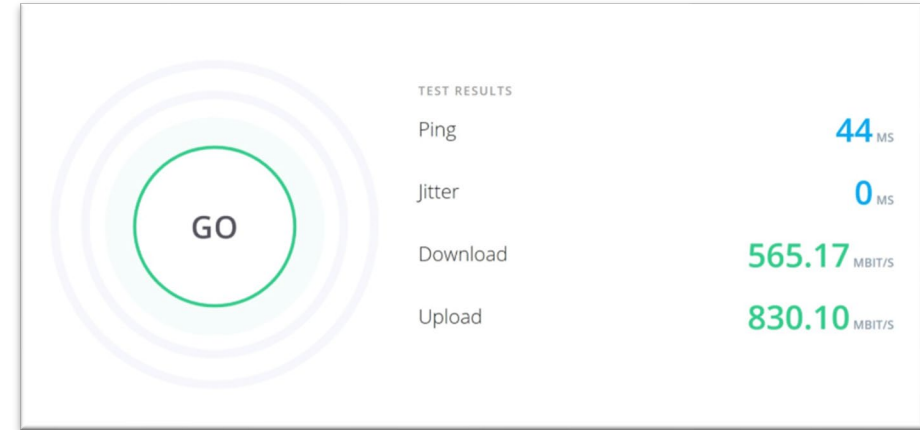 GO
TEST RESULTS
Ping 44 MS
Jitter 0 MS
Download 565.17 MBIT/S
Upload 830.10 MBIT/S